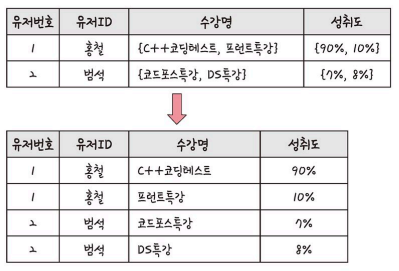 유저번호 유저ID 수강명 성취도
1 홍철 {C++코딩테스트, 프런트특강} {90%, 10%}
2 범석 {코드포스특강, DS특강} {7%, 8%}
유저번호 유저ID 수강명 성취도
1 홍철 C++코딩테스트 90%
1 홍철 프런트특강 10%
2 범석 코드포스특강 7%
2 범석 DS특강 8%